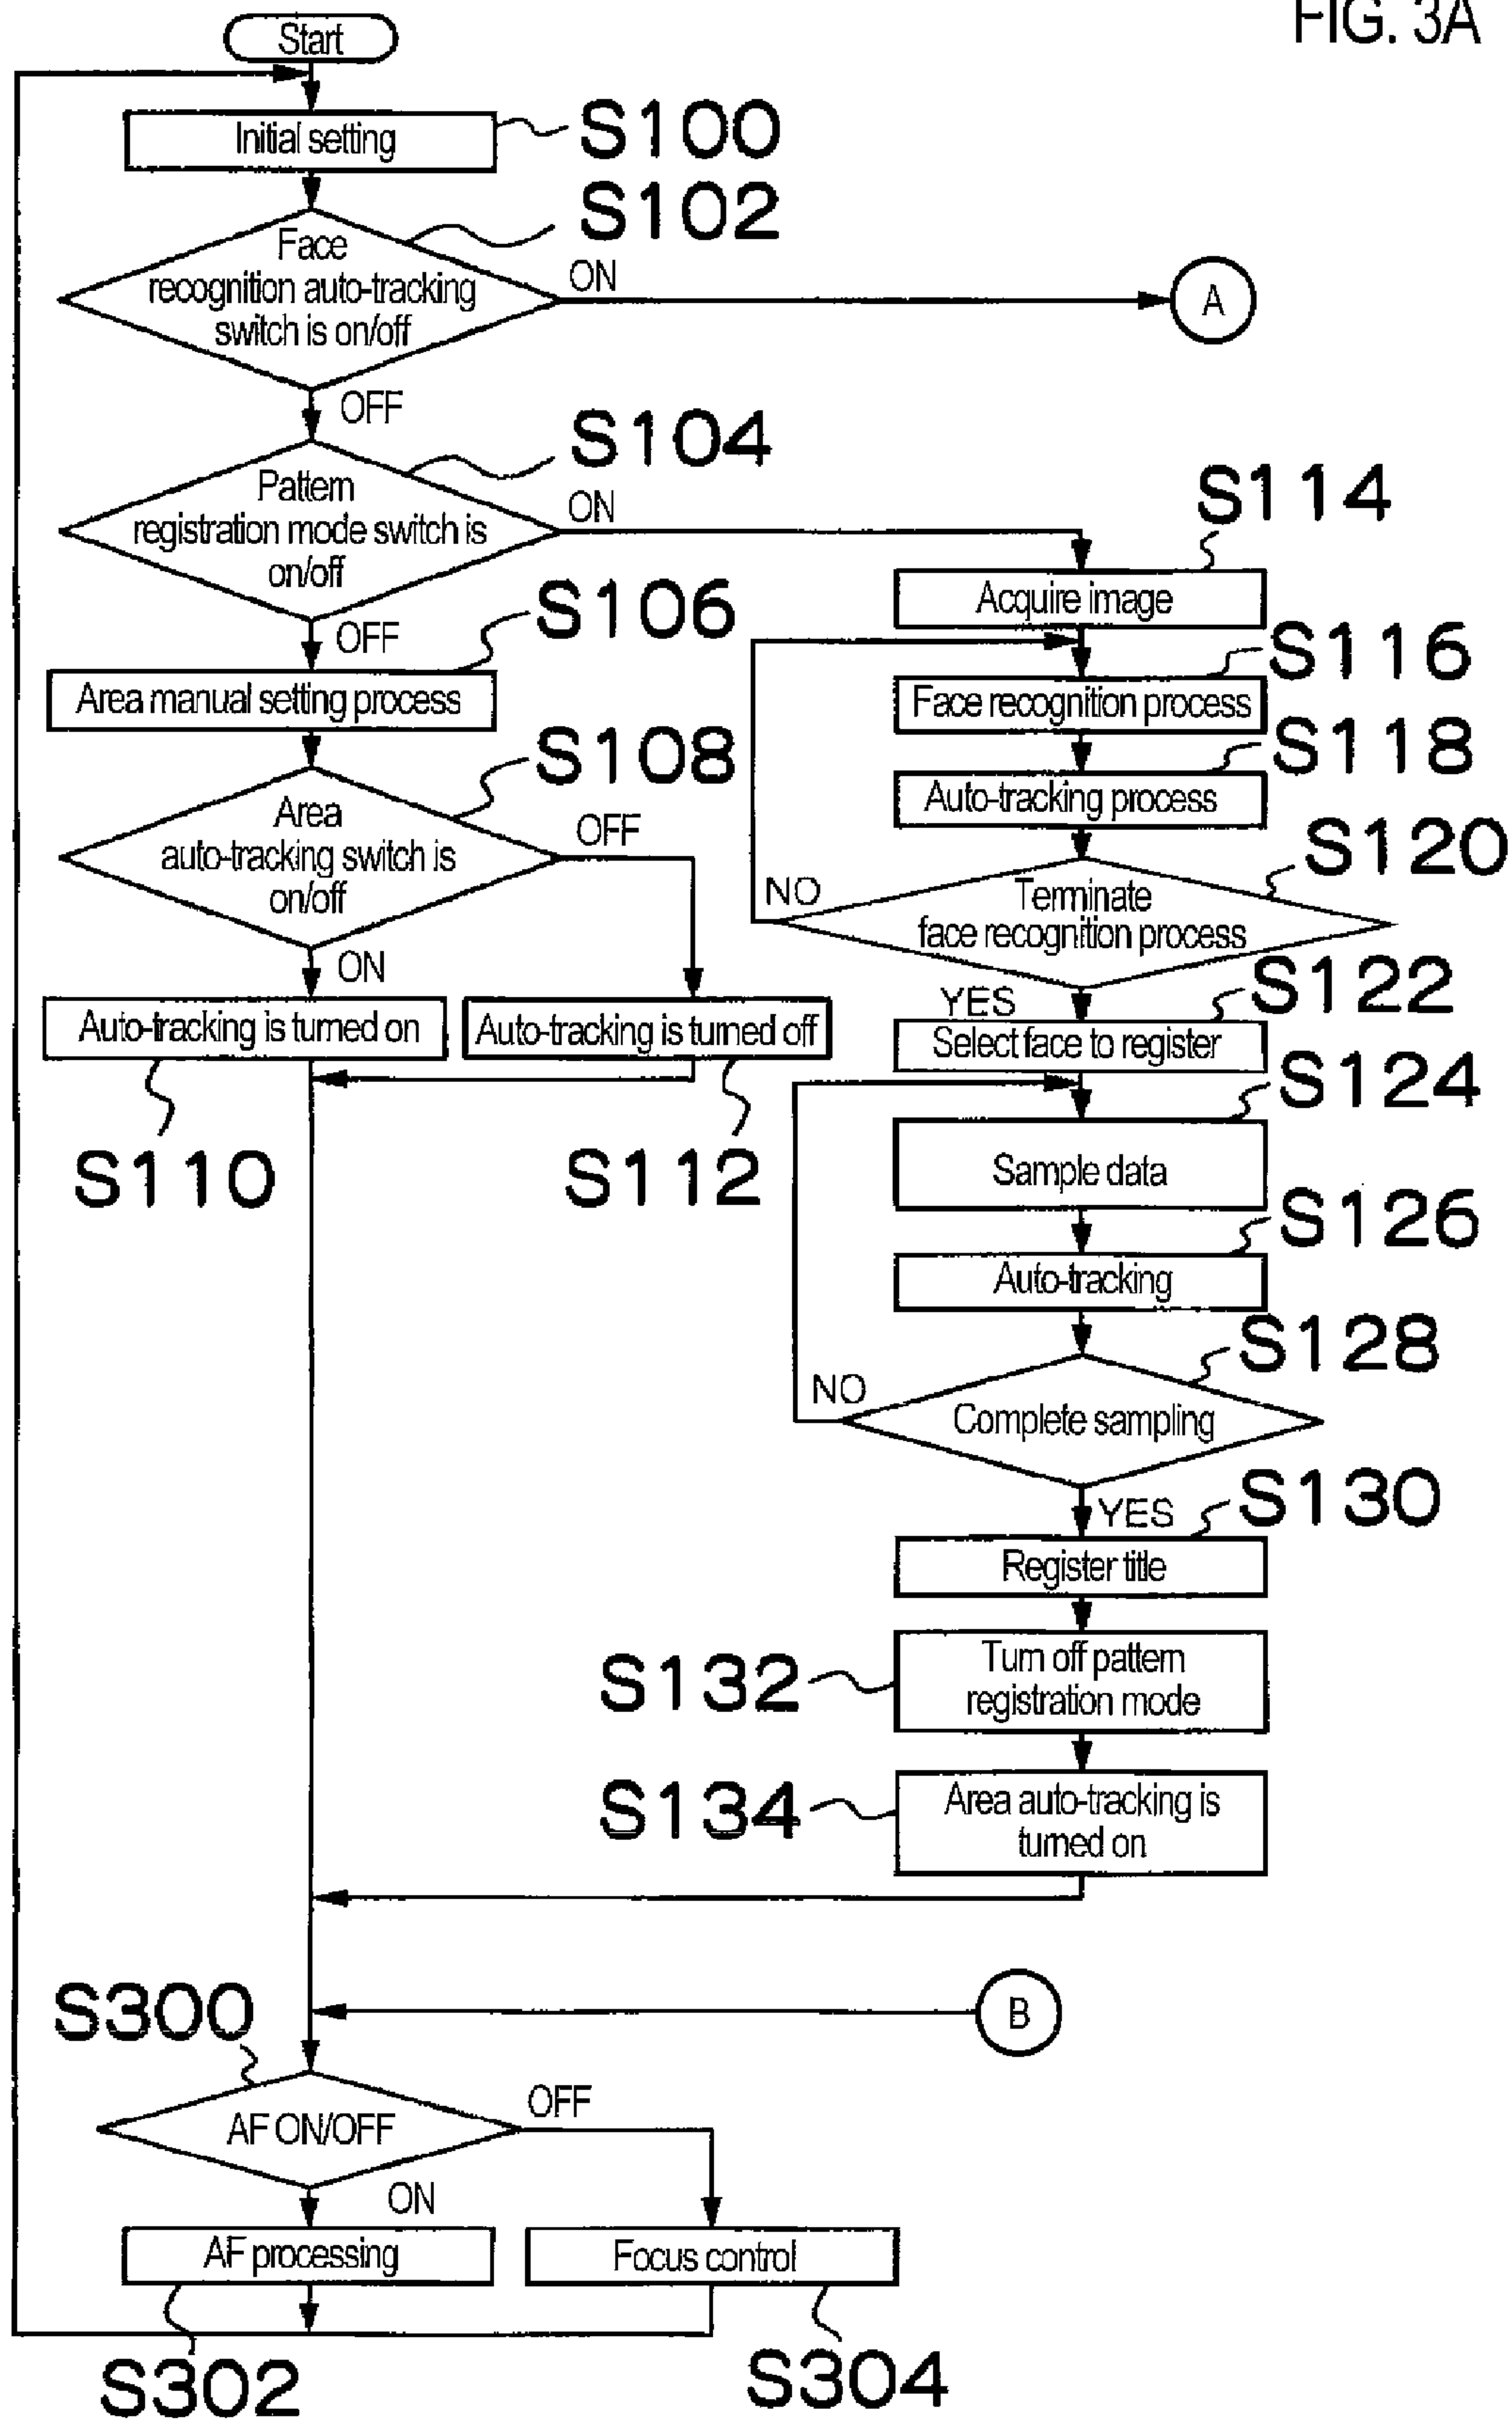 FIG. 3A
Start
Initial setting
S100
S102
Face
recognition auto-tracking
switch is on/off
ON
A
OFF
S104
Pattern
registration mode switch is
on/off
ON
OFF
S106
Area manual setting process
S108
Area
auto-tracking switch is
on/off
OFF
ON
Auto-tracking is turned on
Auto-tracking is turned off
S110
S112
S114
Acquire image
S116
Face recognition process
S118
Auto-tracking process
S120
NO
Terminate
face recognition process
S122
YES
Select face to register
S124
Sample data
S126
Auto-tracking
S128
NO
Complete sampling
S130
YES
Register title
S132
Turn off pattern
registration mode
S134
Area auto-tracking is
turned on
S300
B
AF ON/OFF
OFF
ON
AF processing
Focus control
S302
S304